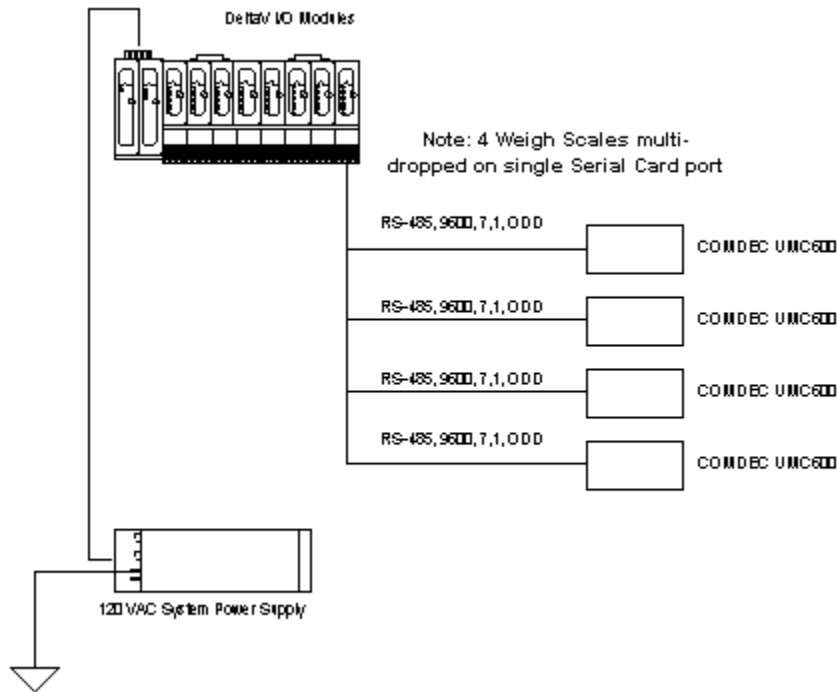 DeltaV I/O Modules
Note: 4 Weigh Scales multi-
dropped on single Serial Card port
RS-485, 9600, 7, 1, ODD
COMDEC UMC600
RS-485, 9600, 7, 1, ODD
COMDEC UMC600
RS-485, 9600, 7, 1, ODD
COMDEC UMC600
RS-485, 9600, 7, 1, ODD
COMDEC UMC600
120 VAC System Power Supply